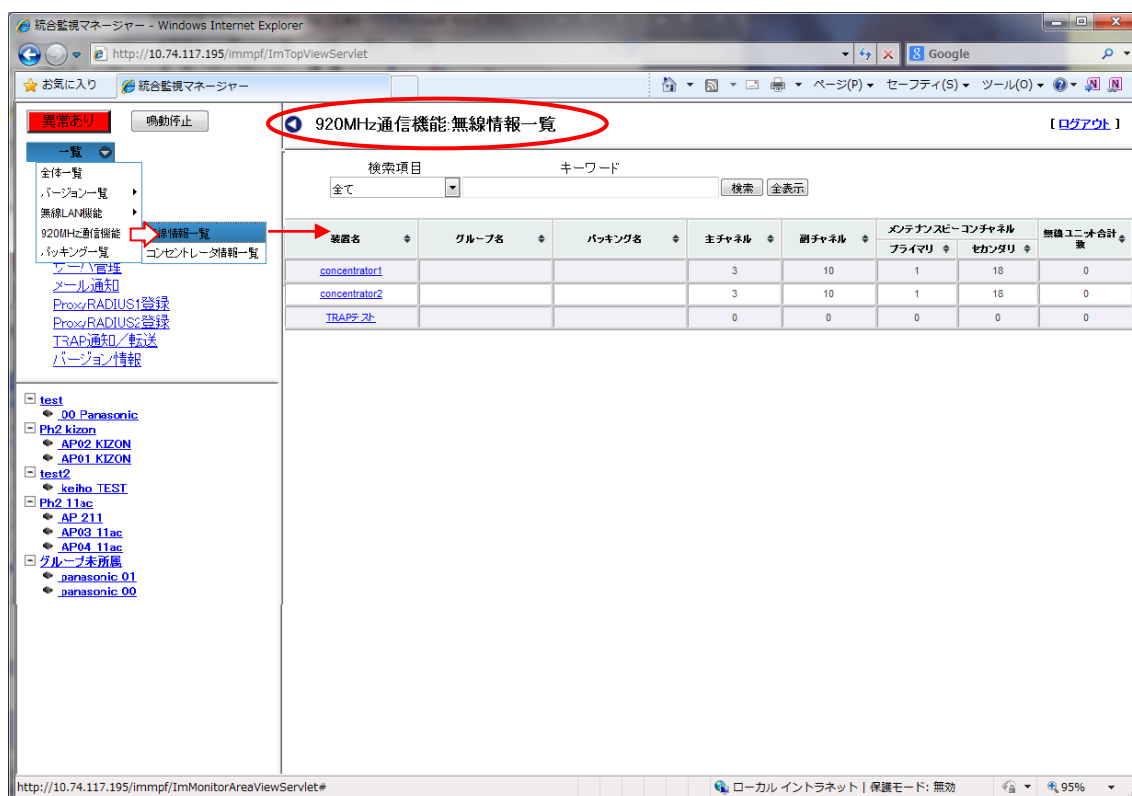 統合監視マネージャー - Windows Internet Explorer
http://10.74.117.195/immpf/ImTopViewServlet
Google
お気に入り
統合監視マネージャー
ページ(P)
セーフティ(S)
ツール(O)
異常あり
鳴動停止
920MHz通信機能:無線情報一覧
[ ログアウト ]
一覧
全体一覧
バージョン一覧
無線LAN機能
920MHz通信機能
パッキング一覧
線情報一覧
コンセントレータ情報一覧
サーバ管理
メール通知
Proxy/RADIUS1登録
Proxy/RADIUS2登録
TRAP通知/転送
バージョン情報
検索項目
キーワード
全て
検索
全表示
装置名 グループ名 パッキング名 主チャネル 副チャネル メンテナンスビーコンチャネル 無線ユニット合計数
プライマリ セカンダリ
concentrator1 3 10 1 18 0
concentrator2 3 10 1 18 0
TRAPテスト 0 0 0 0 0
test
00 Panasonic
Ph2 kizon
AP02 KIZON
AP01 KIZON
test2
keiho TEST
Ph2 11ac
AP 211
AP03 11ac
AP04 11ac
グループ未所属
panasonic 01
panasonic 00
http://10.74.117.195/immpf/ImMonitorAreaViewServlet#
ローカル イントラネット | 保護モード: 無効
95%